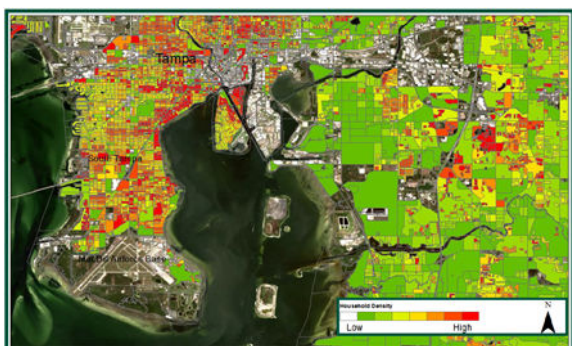 Tampa
South Tampa
MacDill Airforce Base
Household Density
N
Low
High